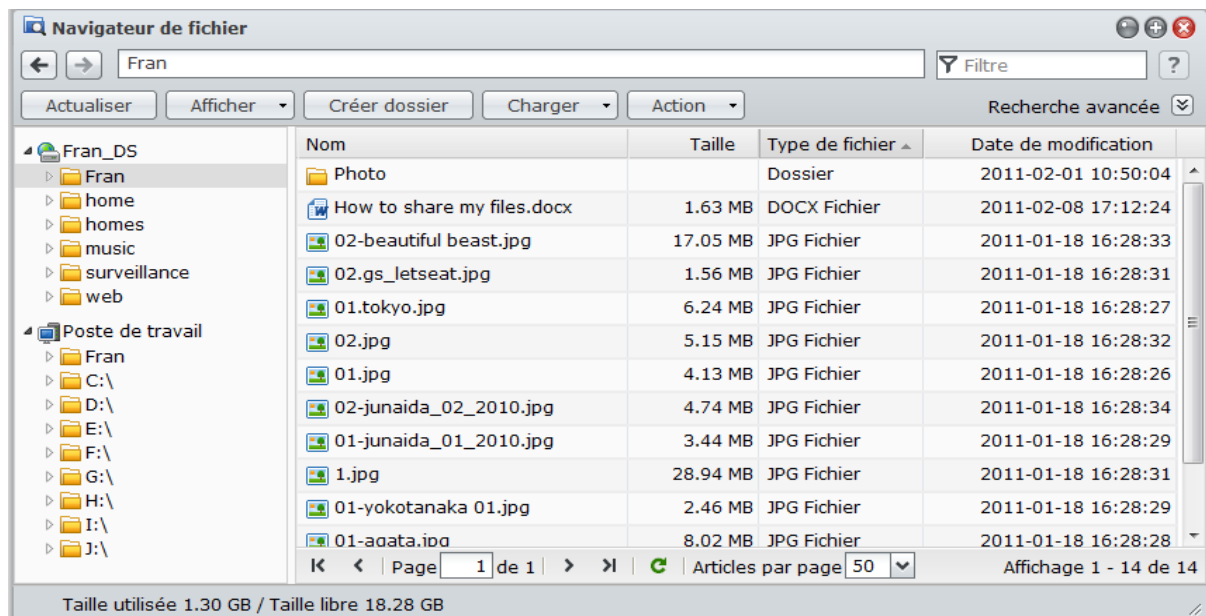 Navigateur de fichier
Fran
Filtre
?
Actualiser Afficher Créer dossier Charger Action Recherche avancée
Fran_DS
Fran
home
homes
music
surveillance
web
Poste de travail
Fran
C:\
D:\
E:\
F:\
G:\
H:\
I:\
J:\
Nom Taille Type de fichier Date de modification
Photo Dossier 2011-02-01 10:50:04
How to share my files.docx 1.63 MB DOCX Fichier 2011-02-08 17:12:24
02-beautiful beast.jpg 17.05 MB JPG Fichier 2011-01-18 16:28:33
02.gs_letseat.jpg 1.56 MB JPG Fichier 2011-01-18 16:28:31
01.tokyo.jpg 6.24 MB JPG Fichier 2011-01-18 16:28:27
02.jpg 5.15 MB JPG Fichier 2011-01-18 16:28:32
01.jpg 4.13 MB JPG Fichier 2011-01-18 16:28:26
02-junaida_02_2010.jpg 4.74 MB JPG Fichier 2011-01-18 16:28:34
01-junaida_01_2010.jpg 3.44 MB JPG Fichier 2011-01-18 16:28:29
1.jpg 28.94 MB JPG Fichier 2011-01-18 16:28:31
01-yokotanaka 01.jpg 2.46 MB JPG Fichier 2011-01-18 16:28:29
01-agata.jpg 8.02 MB JPG Fichier 2011-01-18 16:28:28
Page 1 de 1 Articles par page 50 Affichage 1 - 14 de 14
Taille utilisée 1.30 GB / Taille libre 18.28 GB